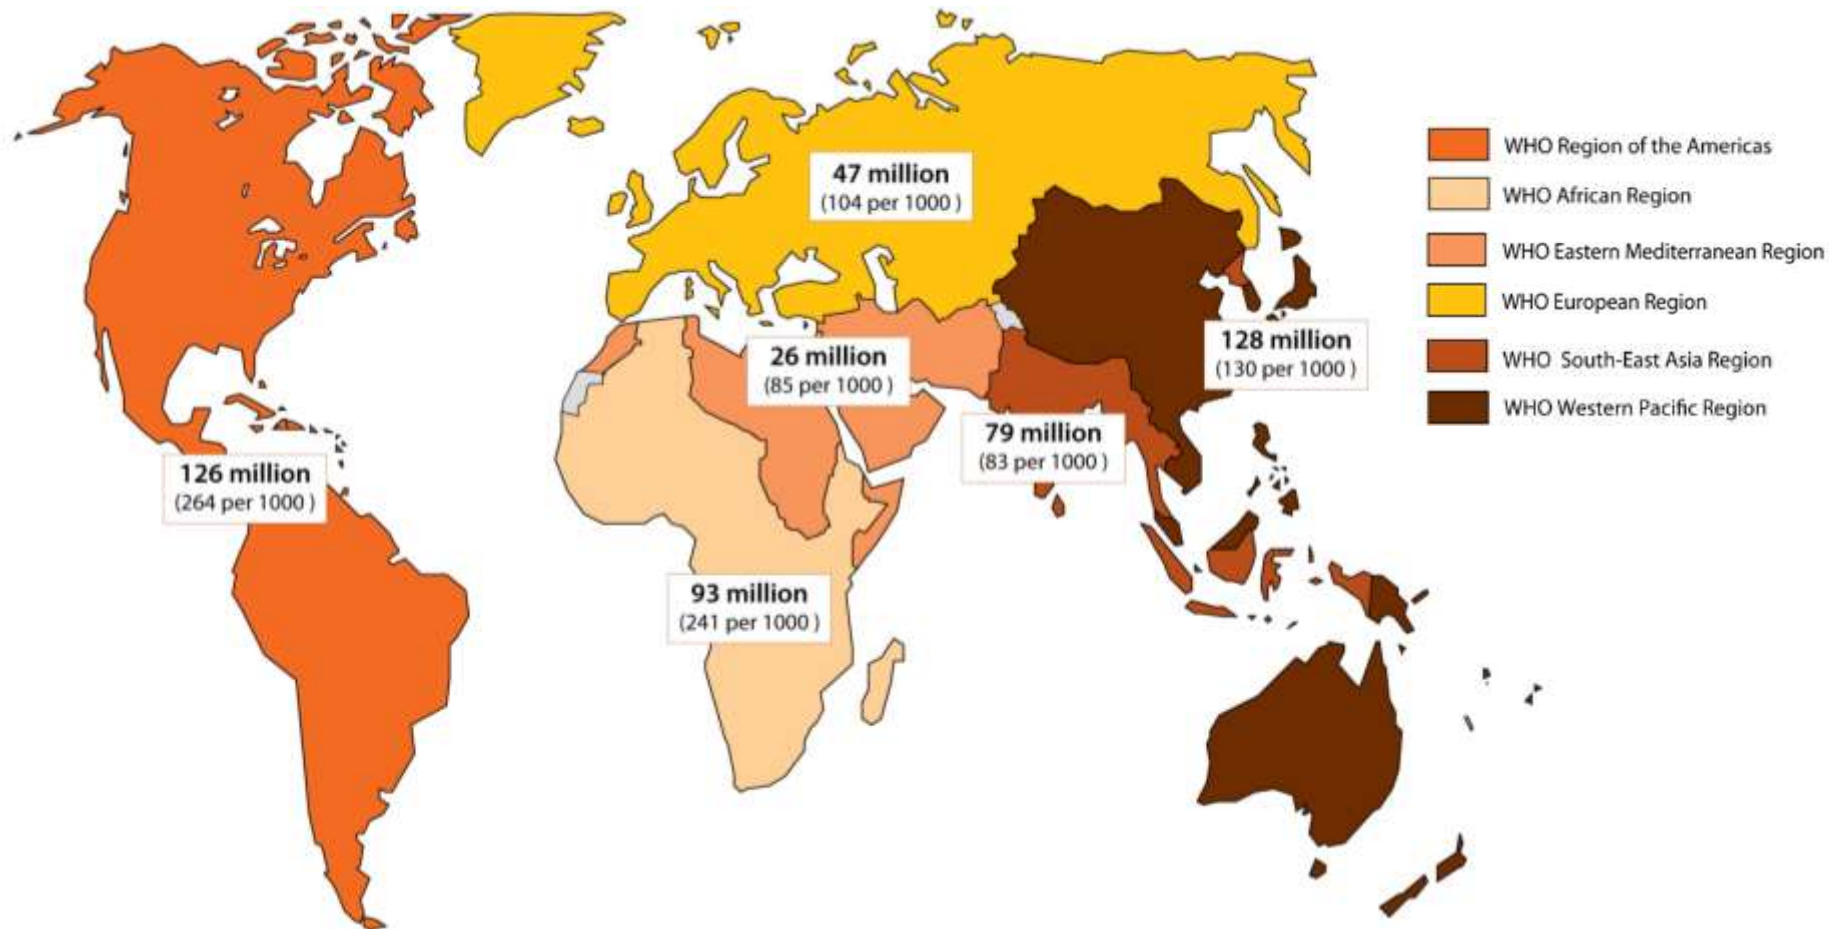 47 million
(104 per 1000 )
26 million
(85 per 1000 )
128 million
(130 per 1000 )
79 million
(83 per 1000 )
126 million
(264 per 1000 )
93 million
(241 per 1000 )
WHO Region of the Americas
WHO African Region
WHO Eastern Mediterranean Region
WHO European Region
WHO South-East Asia Region
WHO Western Pacific Region